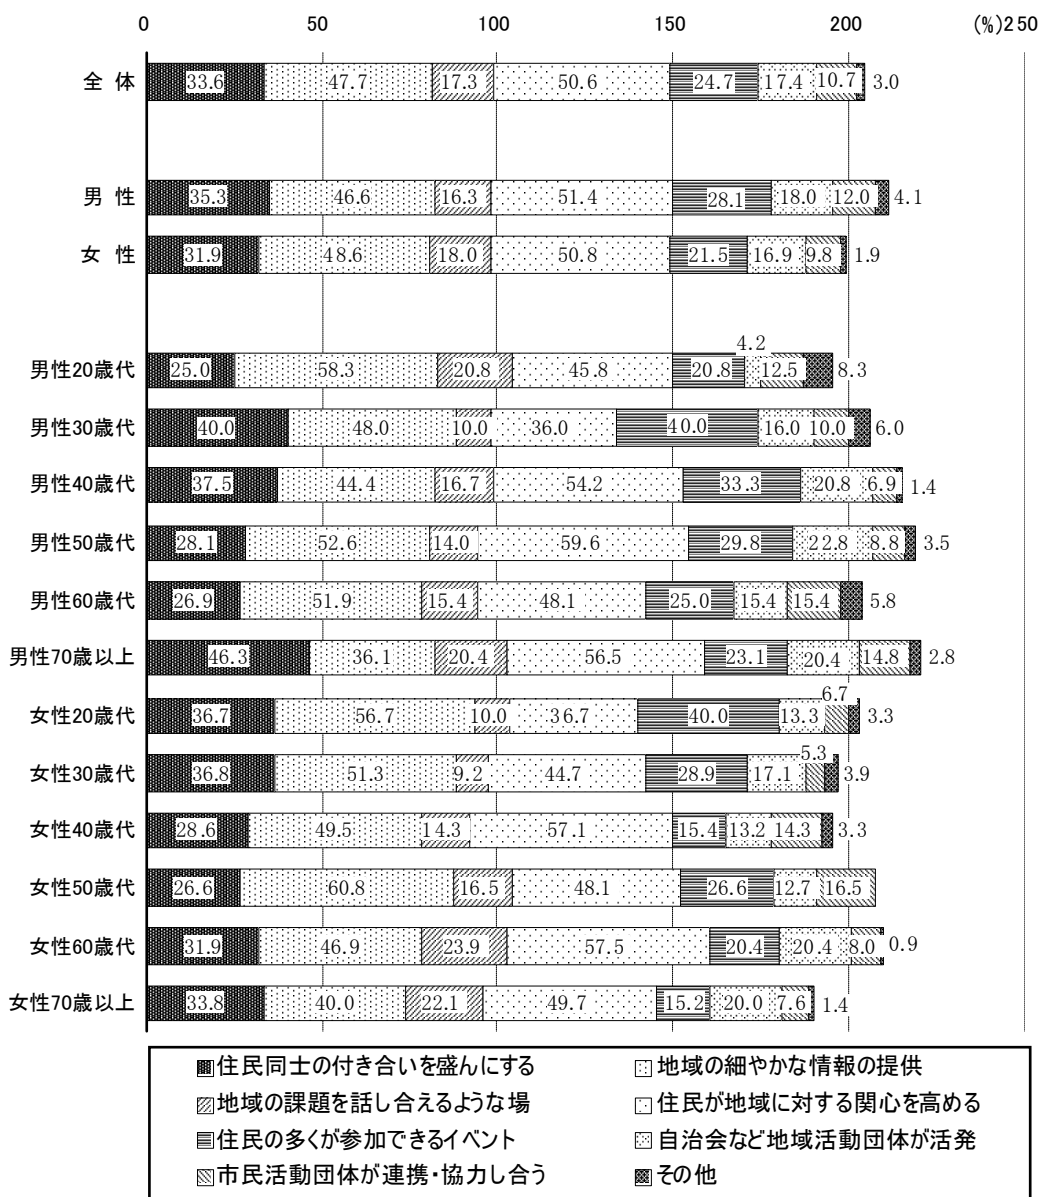 0 50 100 150 200 (%)250
全 体 33.6 47.7 17.3 50.6 24.7 17.4 10.7 3.0
男 性 35.3 46.6 16.3 51.4 28.1 18.0 12.0 4.1
女 性 31.9 48.6 18.0 50.8 21.5 16.9 9.8 1.9
男性20歳代 25.0 58.3 20.8 45.8 20.8 4.2 12.5 8.3
男性30歳代 40.0 48.0 10.0 36.0 40.0 16.0 10.0 6.0
男性40歳代 37.5 44.4 16.7 54.2 33.3 20.8 6.9 1.4
男性50歳代 28.1 52.6 14.0 59.6 29.8 22.8 8.8 3.5
男性60歳代 26.9 51.9 15.4 48.1 25.0 15.4 15.4 5.8
男性70歳以上 46.3 36.1 20.4 56.5 23.1 20.4 14.8 2.8
女性20歳代 36.7 56.7 10.0 36.7 40.0 13.3 6.7 3.3
女性30歳代 36.8 51.3 9.2 44.7 28.9 17.1 5.3 3.9
女性40歳代 28.6 49.5 14.3 57.1 15.4 13.2 14.3 3.3
女性50歳代 26.6 60.8 16.5 48.1 26.6 12.7 16.5
女性60歳代 31.9 46.9 23.9 57.5 20.4 20.4 8.0 0.9
女性70歳以上 33.8 40.0 22.1 49.7 15.2 20.0 7.6 1.4
住民同士の付き合いを盛んにする 地域の細やかな情報の提供
地域の課題を話し合えるような場 住民が地域に対する関心を高める
住民の多くが参加できるイベント 自治会など地域活動団体が活発
市民活動団体が連携・協力し合う その他